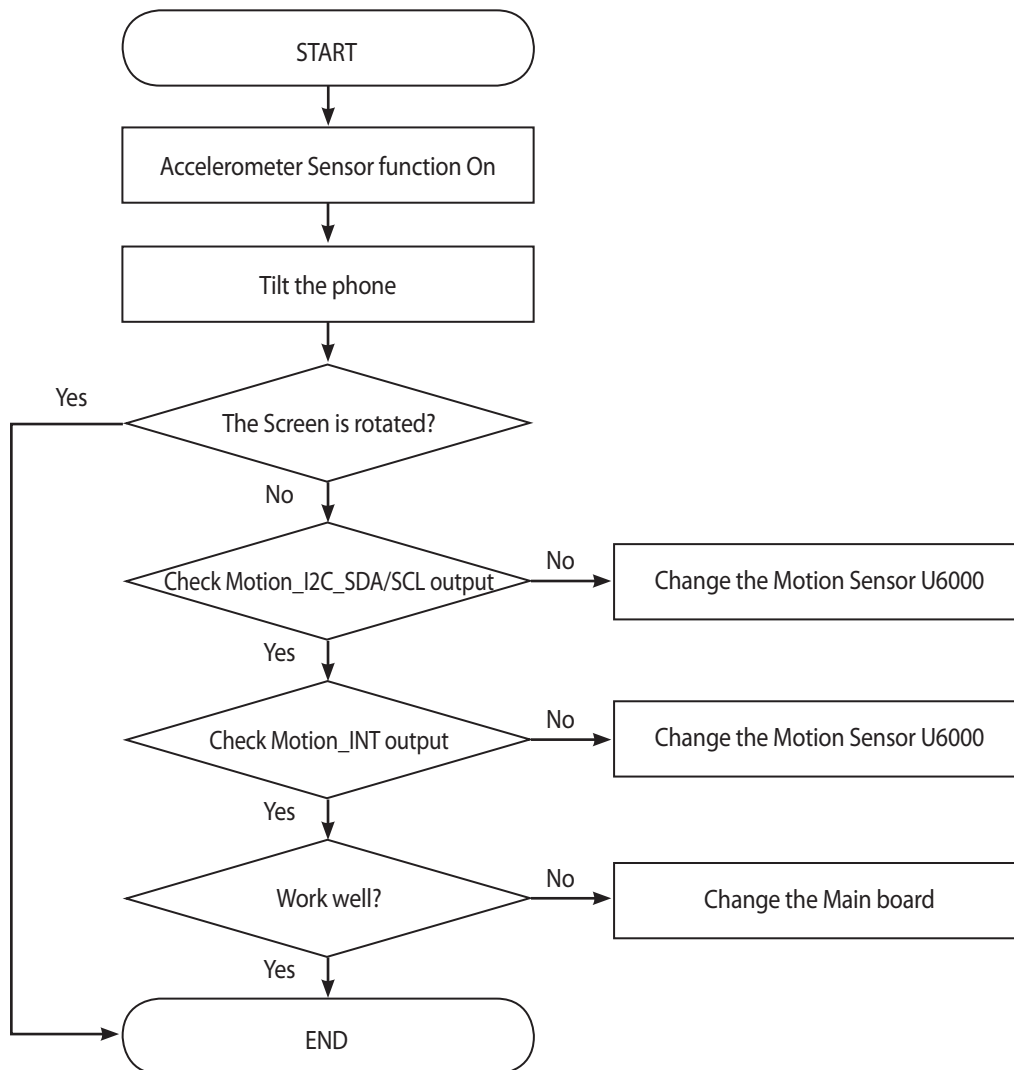 START
Accelerometer Sensor function On
Tilt the phone
Yes
The Screen is rotated?
No
Check Motion_I2C_SDA/SCL output
No
Change the Motion Sensor U6000
Yes
Check Motion_INT output
No
Change the Motion Sensor U6000
Yes
Work well?
No
Change the Main board
Yes
END